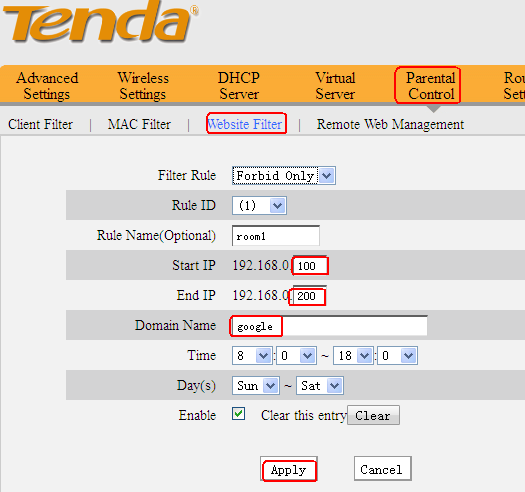 Tenda®
Advanced Settings Wireless Settings DHCP Server Virtual Server Parental Control
Client Filter | MAC Filter | Website Filter | Remote Web Management
Filter Rule Forbid Only
Rule ID (1)
Rule Name(Optional) room1
Start IP 192.168.0. 100
End IP 192.168.0. 200
Domain Name google
Time 8 : 0 ~ 18 : 0
Day(s) Sun ~ Sat
Enable Clear this entry Clear
Apply Cancel